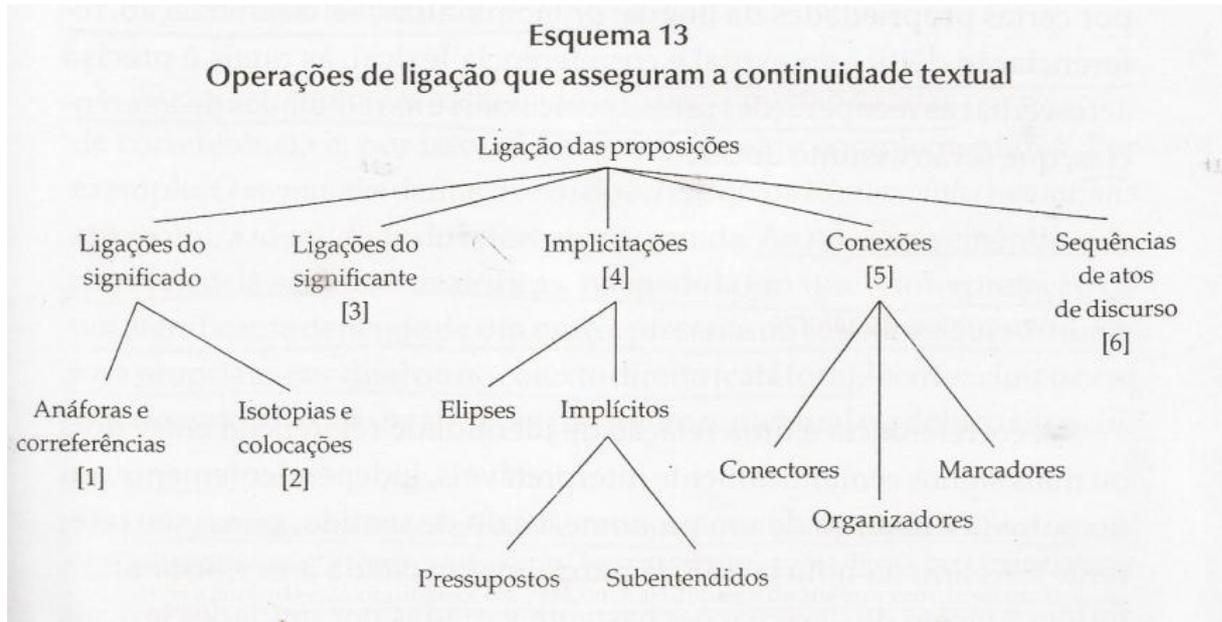 Esquema 13
Operações de ligação que asseguram a continuidade textual
Ligação das proposições
Ligações do
significado
Ligações do
significante
[3]
Implicitações
[4]
Conexões
[5]
Sequências
de atos
de discurso
[6]
Anáforas e
correferências
[1]
Isotopias e
colocações
[2]
Elipses
Implícitos
Conectores
Marcadores
Organizadores
Pressupostos
Subentendidos